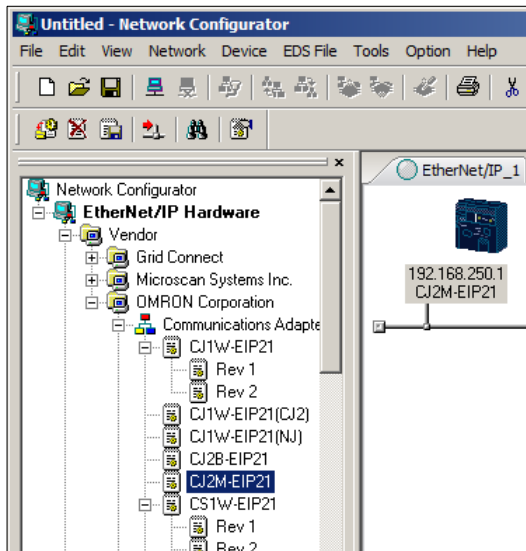 Untitled - Network Configurator
File Edit View Network Device EDS File Tools Option Help
EtherNet/IP_1
192.168.250.1
CJ2M-EIP21
Network Configurator
EtherNet/IP Hardware
Vendor
Grid Connect
Microscan Systems Inc.
OMRON Corporation
Communications Adapte
CJ1W-EIP21
Rev 1
Rev 2
CJ1W-EIP21(CJ2)
CJ1W-EIP21(NJ)
CJ2B-EIP21
CJ2M-EIP21
CS1W-EIP21
Rev 1
Rev 2